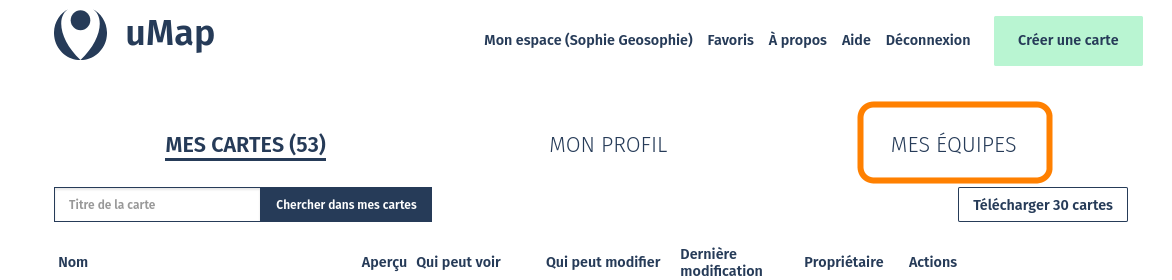 uMap
Mon espace (Sophie Geosophie) Favoris À propos Aide Déconnexion Créer une carte
MES CARTES (53) MON PROFIL MES ÉQUIPES
Titre de la carte Chercher dans mes cartes Télécharger 30 cartes
Nom Aperçu Qui peut voir Qui peut modifier Dernière modification Propriétaire Actions